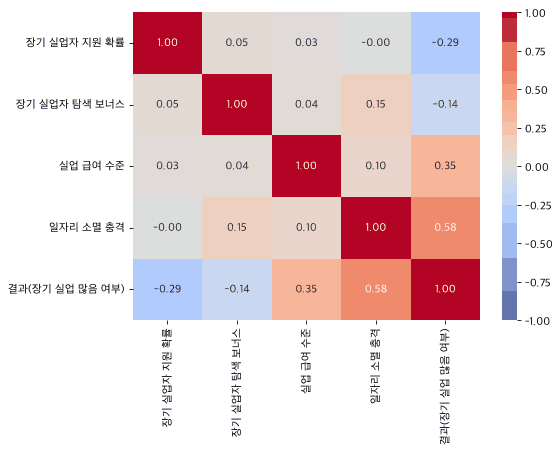 장기 실업자 지원 확률 1.00 0.05 0.03 -0.00 -0.29
장기 실업자 탐색 보너스 0.05 1.00 0.04 0.15 -0.14
실업 급여 수준 0.03 0.04 1.00 0.10 0.35
일자리 소멸 충격 -0.00 0.15 0.10 1.00 0.58
결과(장기 실업 많음 여부) -0.29 -0.14 0.35 0.58 1.00
장기 실업자 지원 확률
장기 실업자 탐색 보너스
실업 급여 수준
일자리 소멸 충격
결과(장기 실업 많음 여부)
1.00
0.75
0.50
0.25
0.00
-0.25
-0.50
-0.75
-1.00